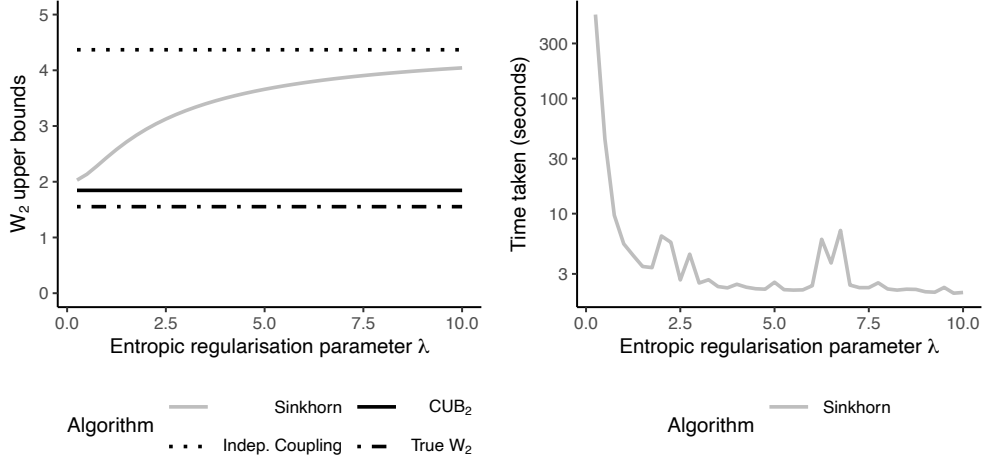 W₂ upper bounds
5
4
3
2
1
0
0.0 2.5 5.0 7.5 10.0
Entropic regularisation parameter λ
Algorithm
Sinkhorn
CUB₂
Indep. Coupling
True W₂
Time taken (seconds)
300
100
30
10
3
0.0 2.5 5.0 7.5 10.0
Entropic regularisation parameter λ
Algorithm
Sinkhorn